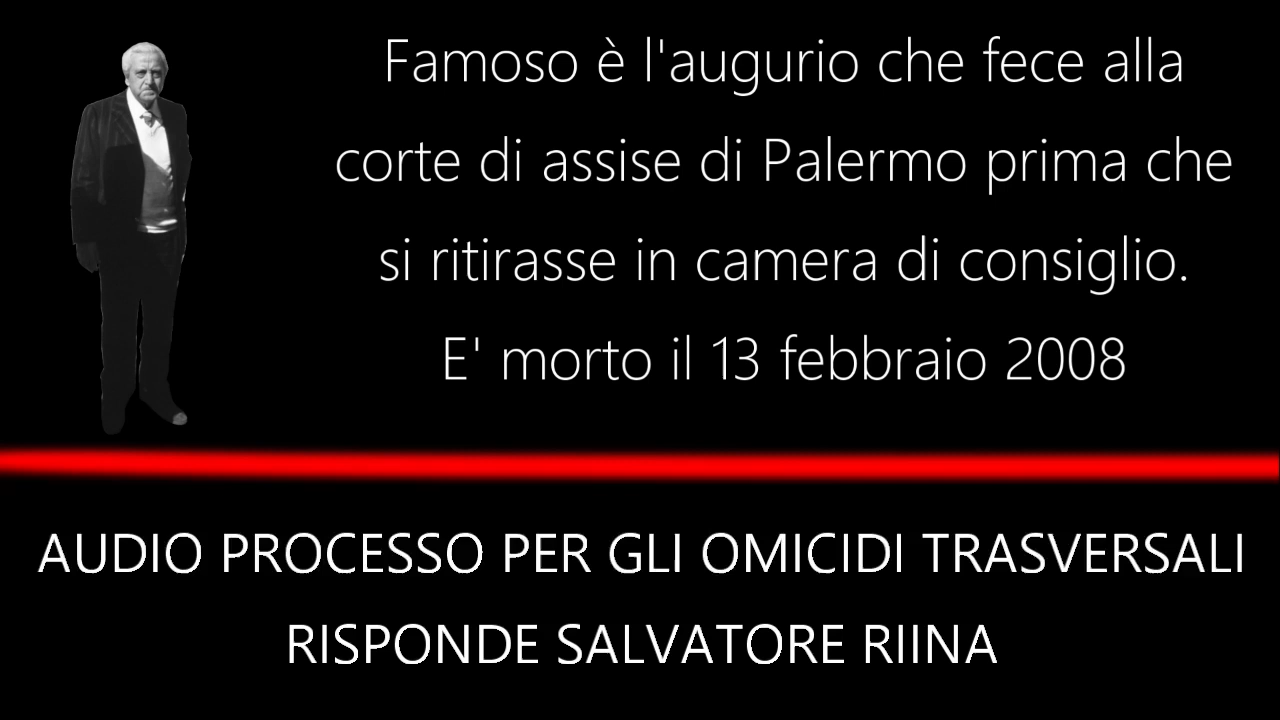 Famoso è l'augurio che fece alla
corte di assise di Palermo prima che
si ritirasse in camera di consiglio.
E' morto il 13 febbraio 2008
AUDIO PROCESSO PER GLI OMICIDI TRASVERSALI
RISPONDE SALVATORE RIINA